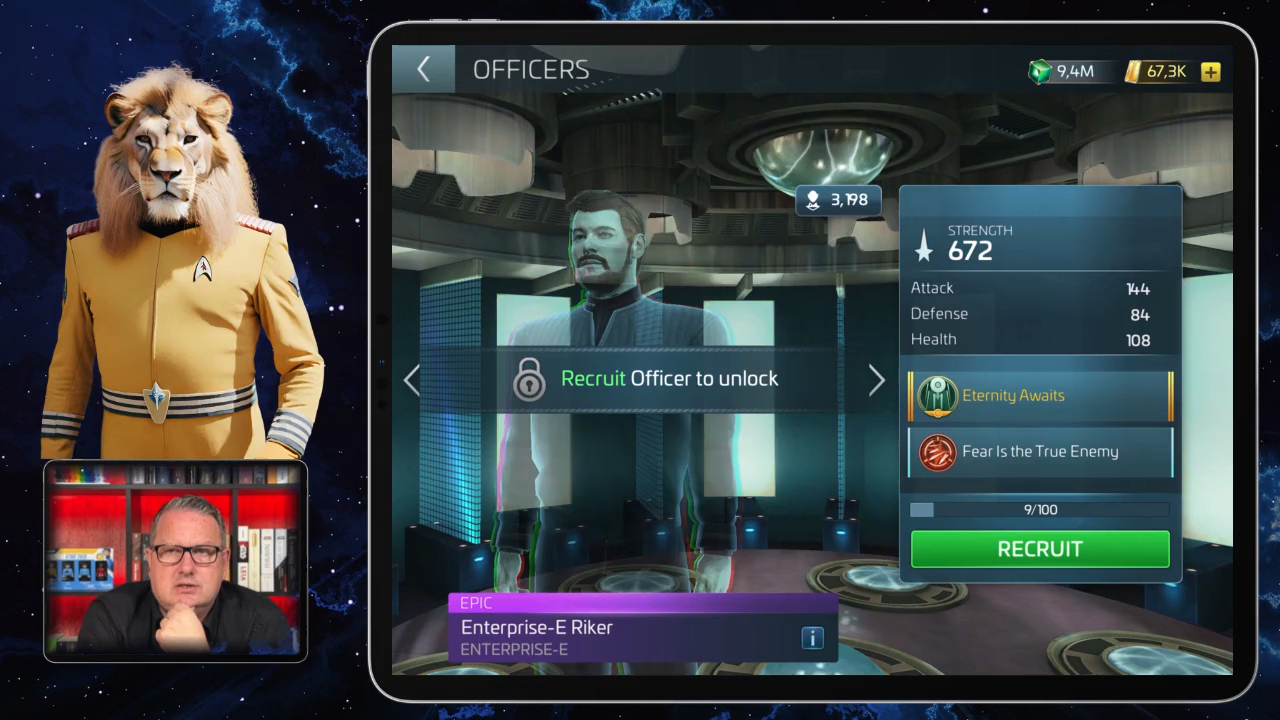 OFFICERS
9,4M
67,3K
3,198
STRENGTH
672
Attack 144
Defense 84
Health 108
Recruit Officer to unlock
Eternity Awaits
Fear Is the True Enemy
9/100
RECRUIT
EPIC
Enterprise-E Riker
ENTERPRISE-E